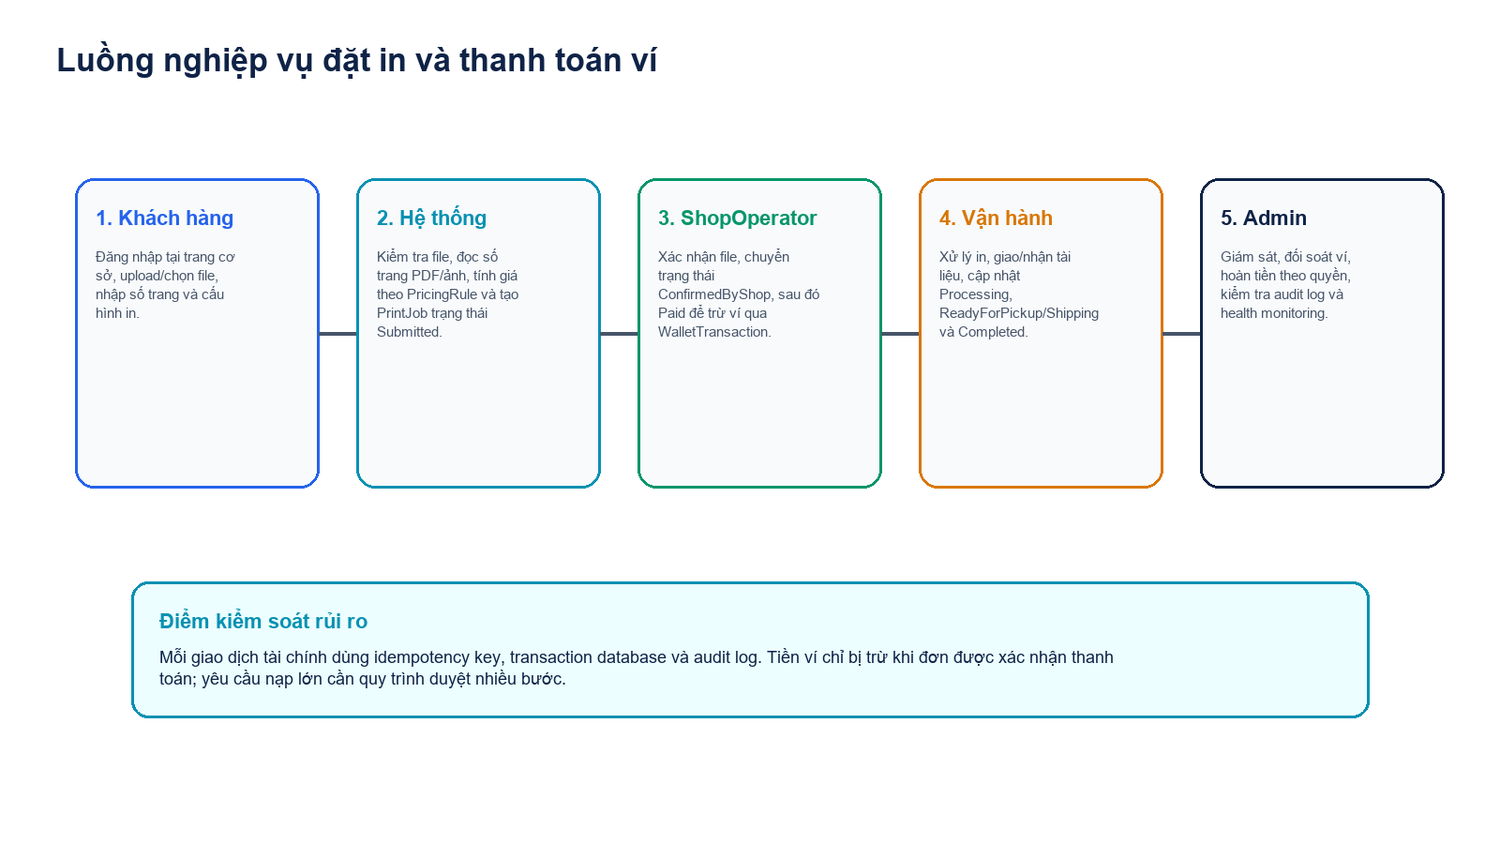 Luồng nghiệp vụ đặt in và thanh toán ví
1. Khách hàng
Đăng nhập tại trang cơ
sở, upload/chọn file,
nhập số trang và cấu
hình in.
2. Hệ thống
Kiểm tra file, đọc số
trang PDF/ảnh, tính giá
theo PricingRule và tạo
PrintJob trạng thái
Submitted.
3. ShopOperator
Xác nhận file, chuyển
trạng thái
ConfirmedByShop, sau đó
Paid để trừ ví qua
WalletTransaction.
4. Vận hành
Xử lý in, giao/nhận tài
liệu, cập nhật
Processing,
ReadyForPickup/Shipping
và Completed.
5. Admin
Giám sát, đối soát ví,
hoàn tiền theo quyền,
kiểm tra audit log và
health monitoring.
Điểm kiểm soát rủi ro
Mỗi giao dịch tài chính dùng idempotency key, transaction database và audit log. Tiền ví chỉ bị trừ khi đơn được xác nhận thanh
toán; yêu cầu nạp lớn cần quy trình duyệt nhiều bước.